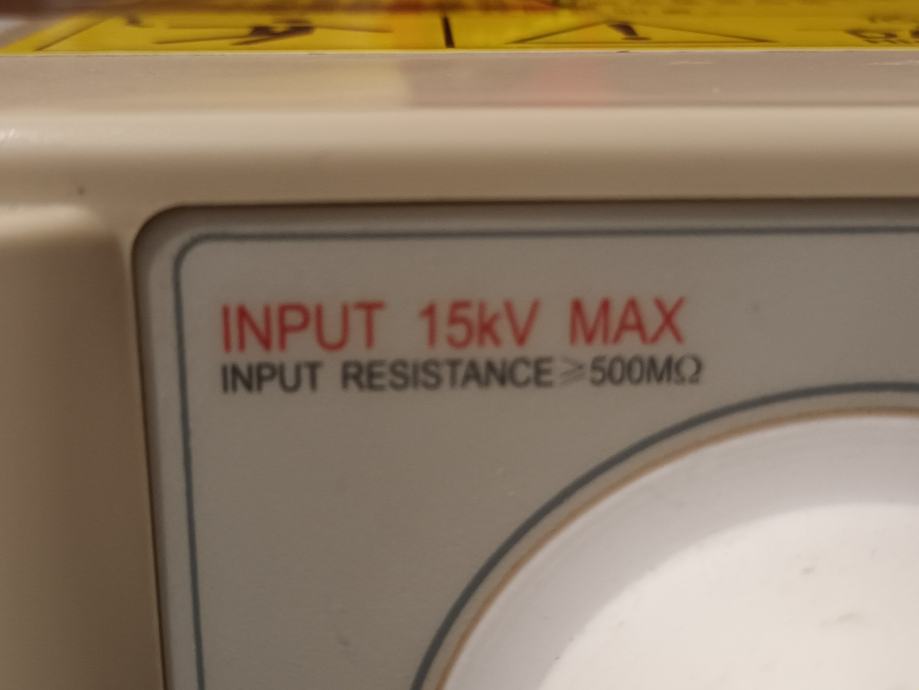 INPUT 15kV MAX
INPUT RESISTANCE⩾500MΩ